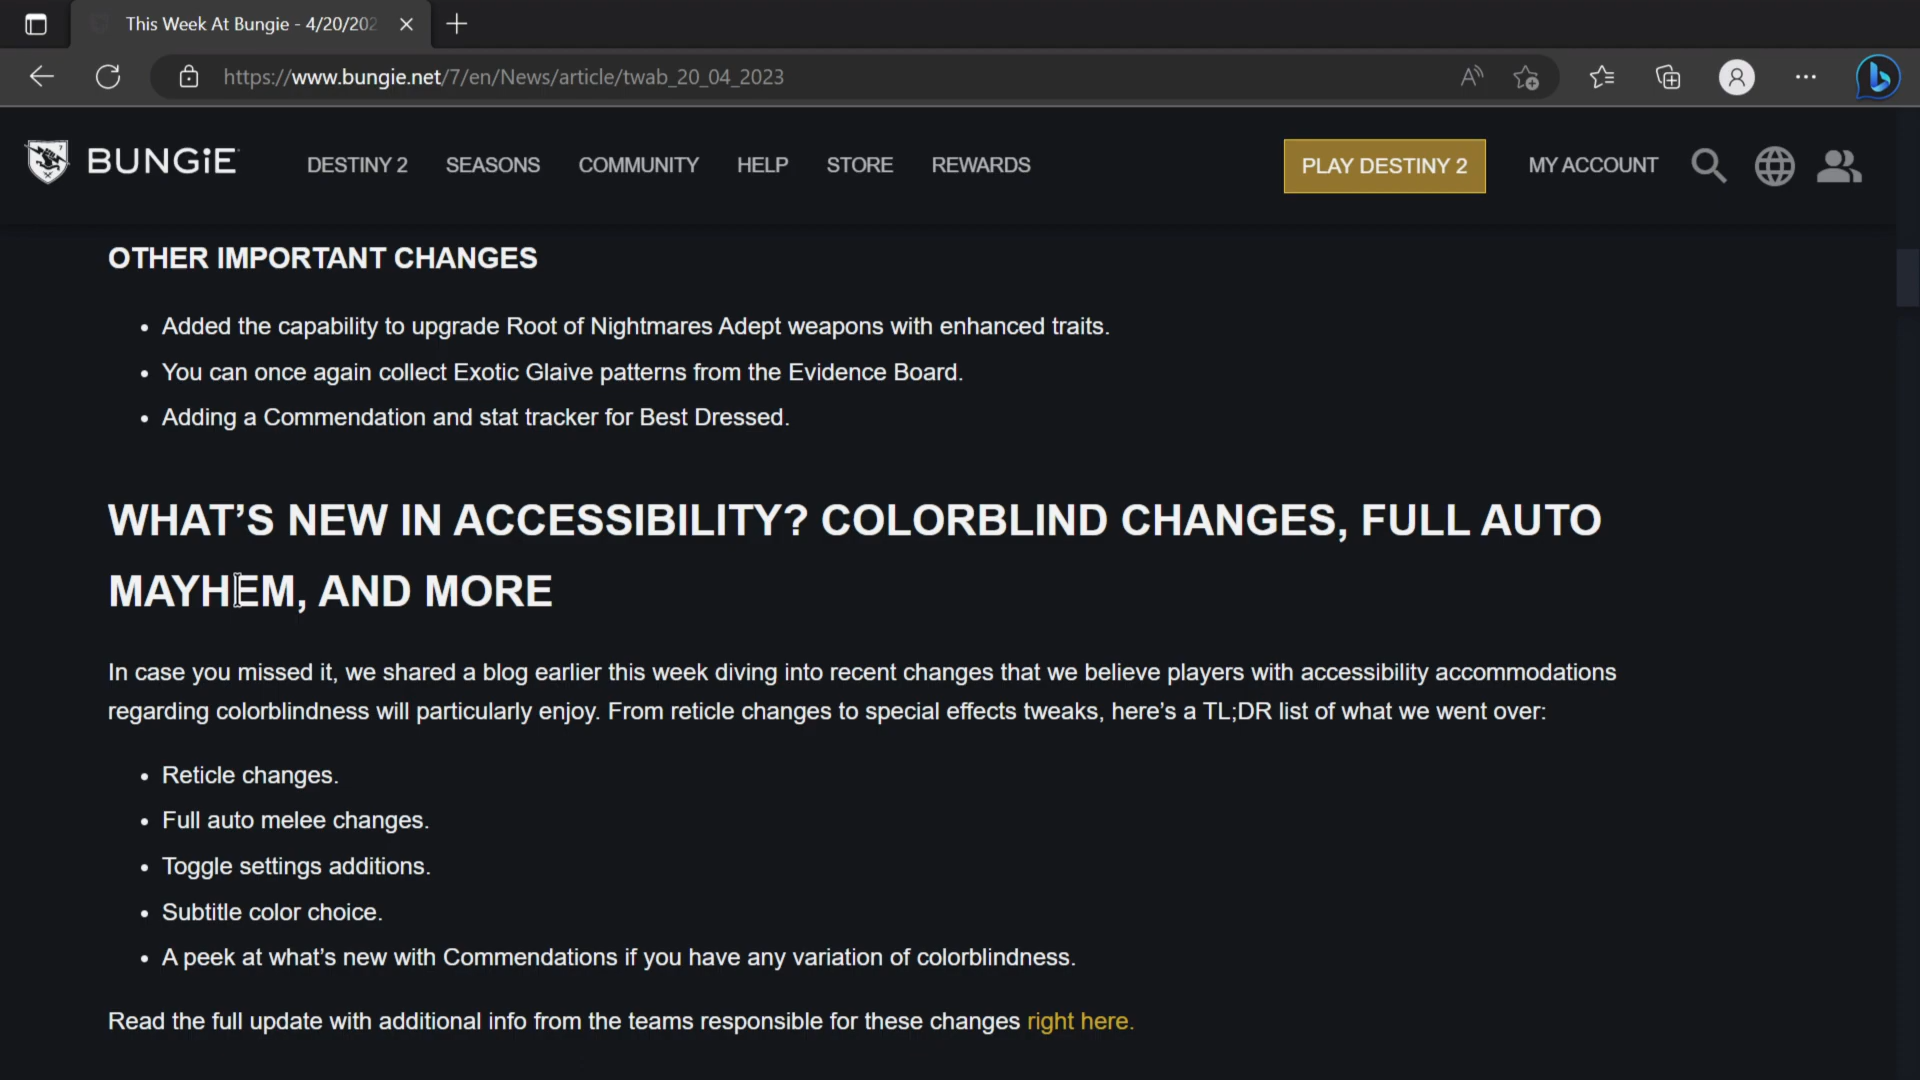 This Week At Bungie - 4/20/202
https://www.bungie.net/7/en/News/article/twab_20_04_2023
BUNGiE
DESTINY 2
SEASONS
COMMUNITY
HELP
STORE
REWARDS
PLAY DESTINY 2
MY ACCOUNT
OTHER IMPORTANT CHANGES
• Added the capability to upgrade Root of Nightmares Adept weapons with enhanced traits.
• You can once again collect Exotic Glaive patterns from the Evidence Board.
• Adding a Commendation and stat tracker for Best Dressed.
WHAT’S NEW IN ACCESSIBILITY? COLORBLIND CHANGES, FULL AUTO
MAYHEM, AND MORE
In case you missed it, we shared a blog earlier this week diving into recent changes that we believe players with accessibility accommodations
regarding colorblindness will particularly enjoy. From reticle changes to special effects tweaks, here’s a TL;DR list of what we went over:
• Reticle changes.
• Full auto melee changes.
• Toggle settings additions.
• Subtitle color choice.
• A peek at what’s new with Commendations if you have any variation of colorblindness.
Read the full update with additional info from the teams responsible for these changes right here.